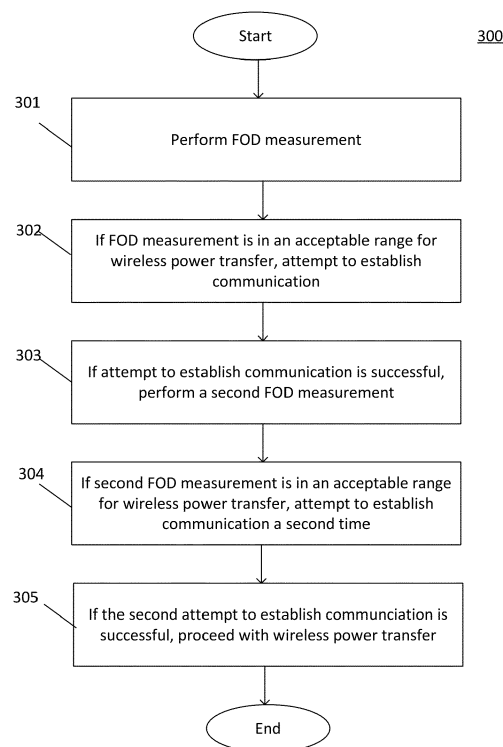 Start
300
301
Perform FOD measurement
302
If FOD measurement is in an acceptable range for
wireless power transfer, attempt to establish
communication
303
If attempt to establish communication is successful,
perform a second FOD measurement
304
If second FOD measurement is in an acceptable range
for wireless power transfer, attempt to establish
communication a second time
305
If the second attempt to establish communciation is
successful, proceed with wireless power transfer
End